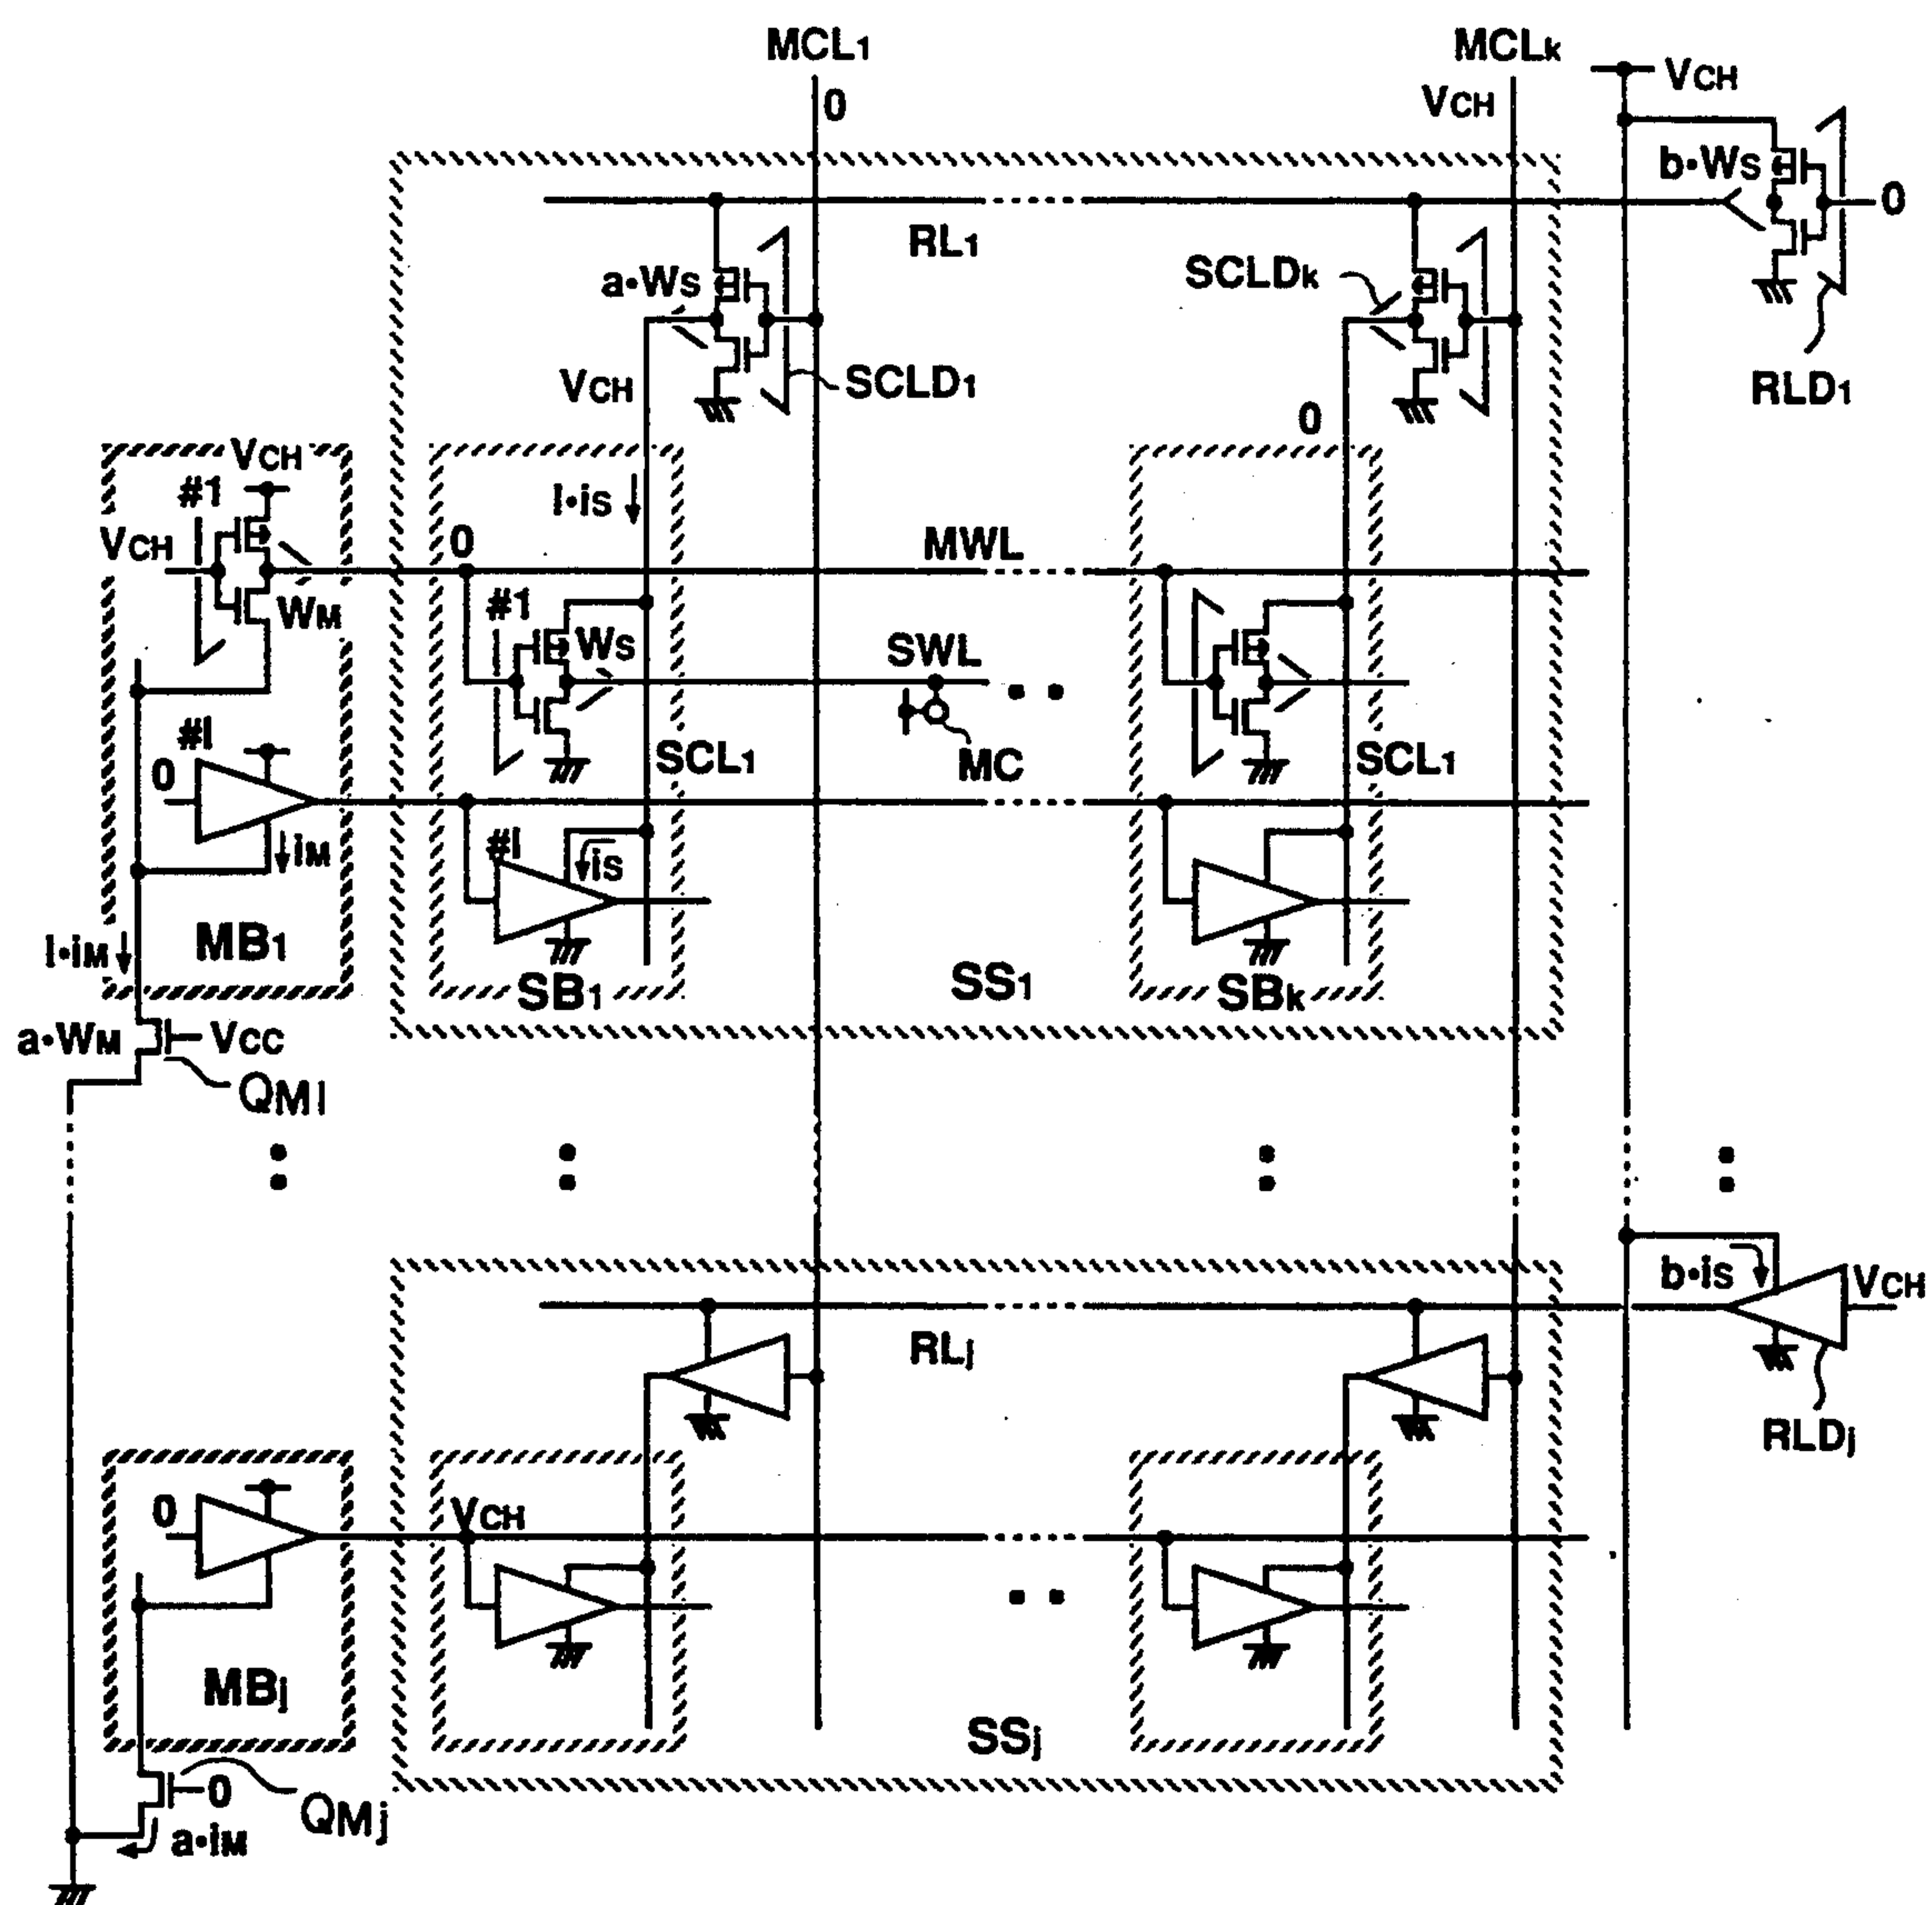 MCL1
MCLk
0
VCH
VCH
b·WS
0
RL1
a·WS
SCLDk
VCH
SCLD1
RLD1
0
VCH
#1
l·iS
VCH
0
MWL
#1
WM
WS
SWL
#l
SCL1
MC
SCL1
0
iM
#l
iS
l·iM
MB1
SB1
SS1
SBk
a·WM
VCC
QM1
b·iS
VCH
RLj
RLDj
0
VCH
MBj
SSj
0
QMj
a·iM